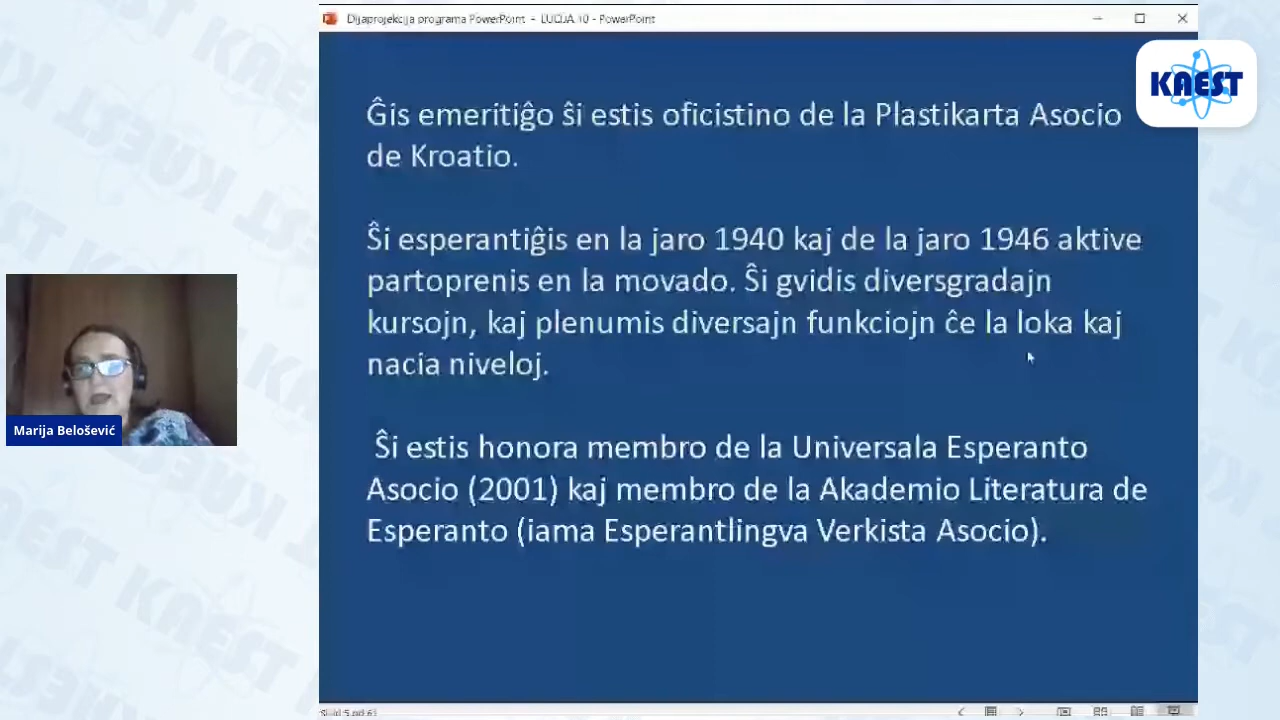 Dijaprojekcija programa PowerPoint - LUCIJA 10 - PowerPoint
KAEST
Ĝis emeritiĝo ŝi estis oficistino de la Plastikarta Asocio
de Kroatio.
Ŝi esperantiĝis en la jaro 1940 kaj de la jaro 1946 aktive
partoprenis en la movado. Ŝi gvidis diversgradajn
kursojn, kaj plenumis diversajn funkciojn ĉe la loka kaj
nacia niveloj.
Ŝi estis honora membro de la Universala Esperanto
Asocio (2001) kaj membro de la Akademio Literatura de
Esperanto (iama Esperantlingva Verkista Asocio).
Marija Belošević